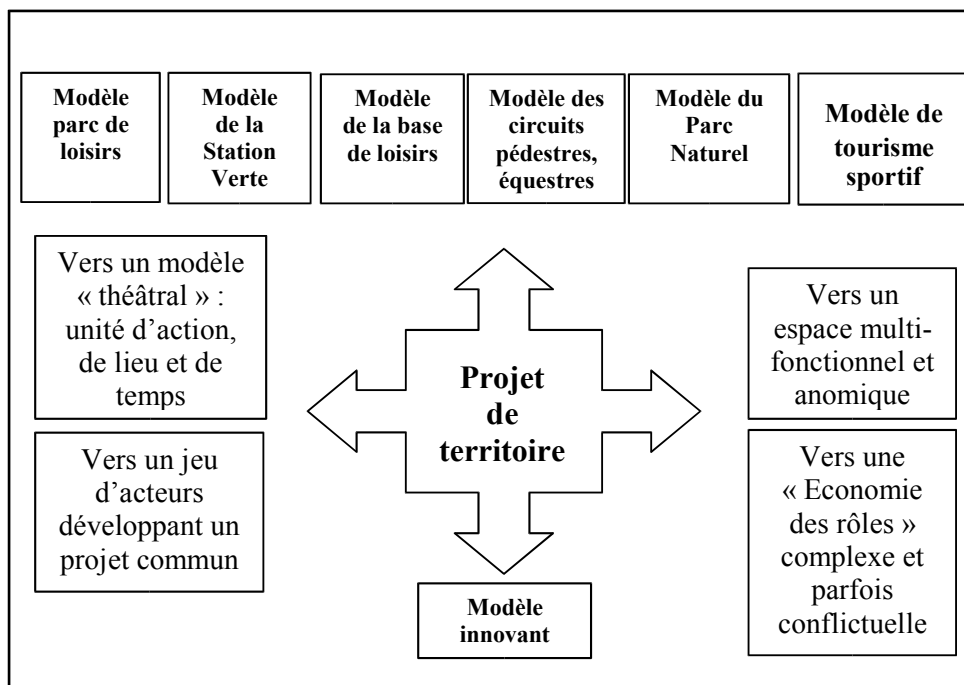 Modèle
parc de
loisirs
Modèle
de la
Station
Verte
Modèle
de la base
de loisirs
Modèle des
circuits
pédestres,
équestres
Modèle du
Parc
Naturel
Modèle de
tourisme
sportif
Vers un modèle
« théâtral » :
unité d’action,
de lieu et de
temps
Vers un jeu
d’acteurs
développant un
projet commun
Projet
de
territoire
Modèle
innovant
Vers un
espace multi-
fonctionnel et
anomique
Vers une
« Economie
des rôles »
complexe et
parfois
conflictuelle